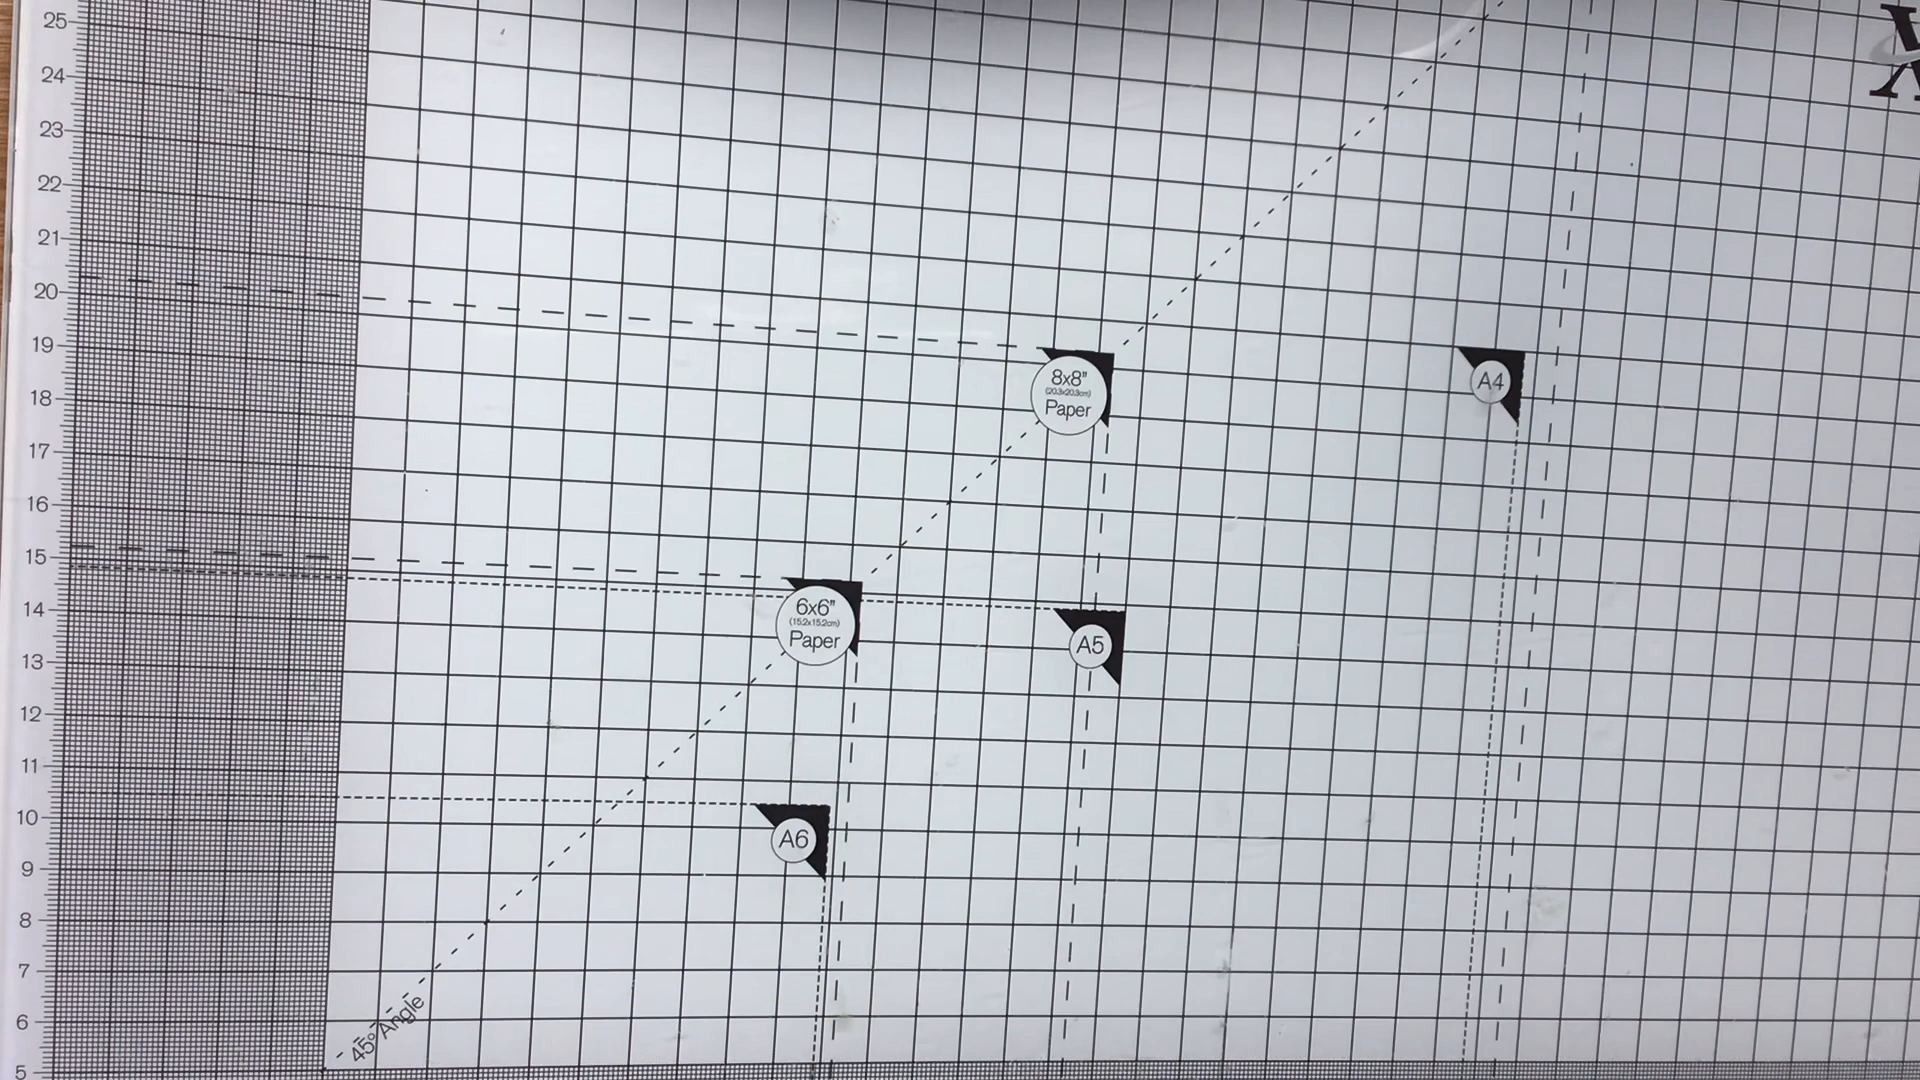 25
24
23
22
21
20
19
18
17
16
15
14
13
12
11
10
9
8
7
6
5
8x8"
(20.3x20.3cm)
Paper
A4
6x6"
(15.2x15.2cm)
Paper
A5
A6
45° Angle
X